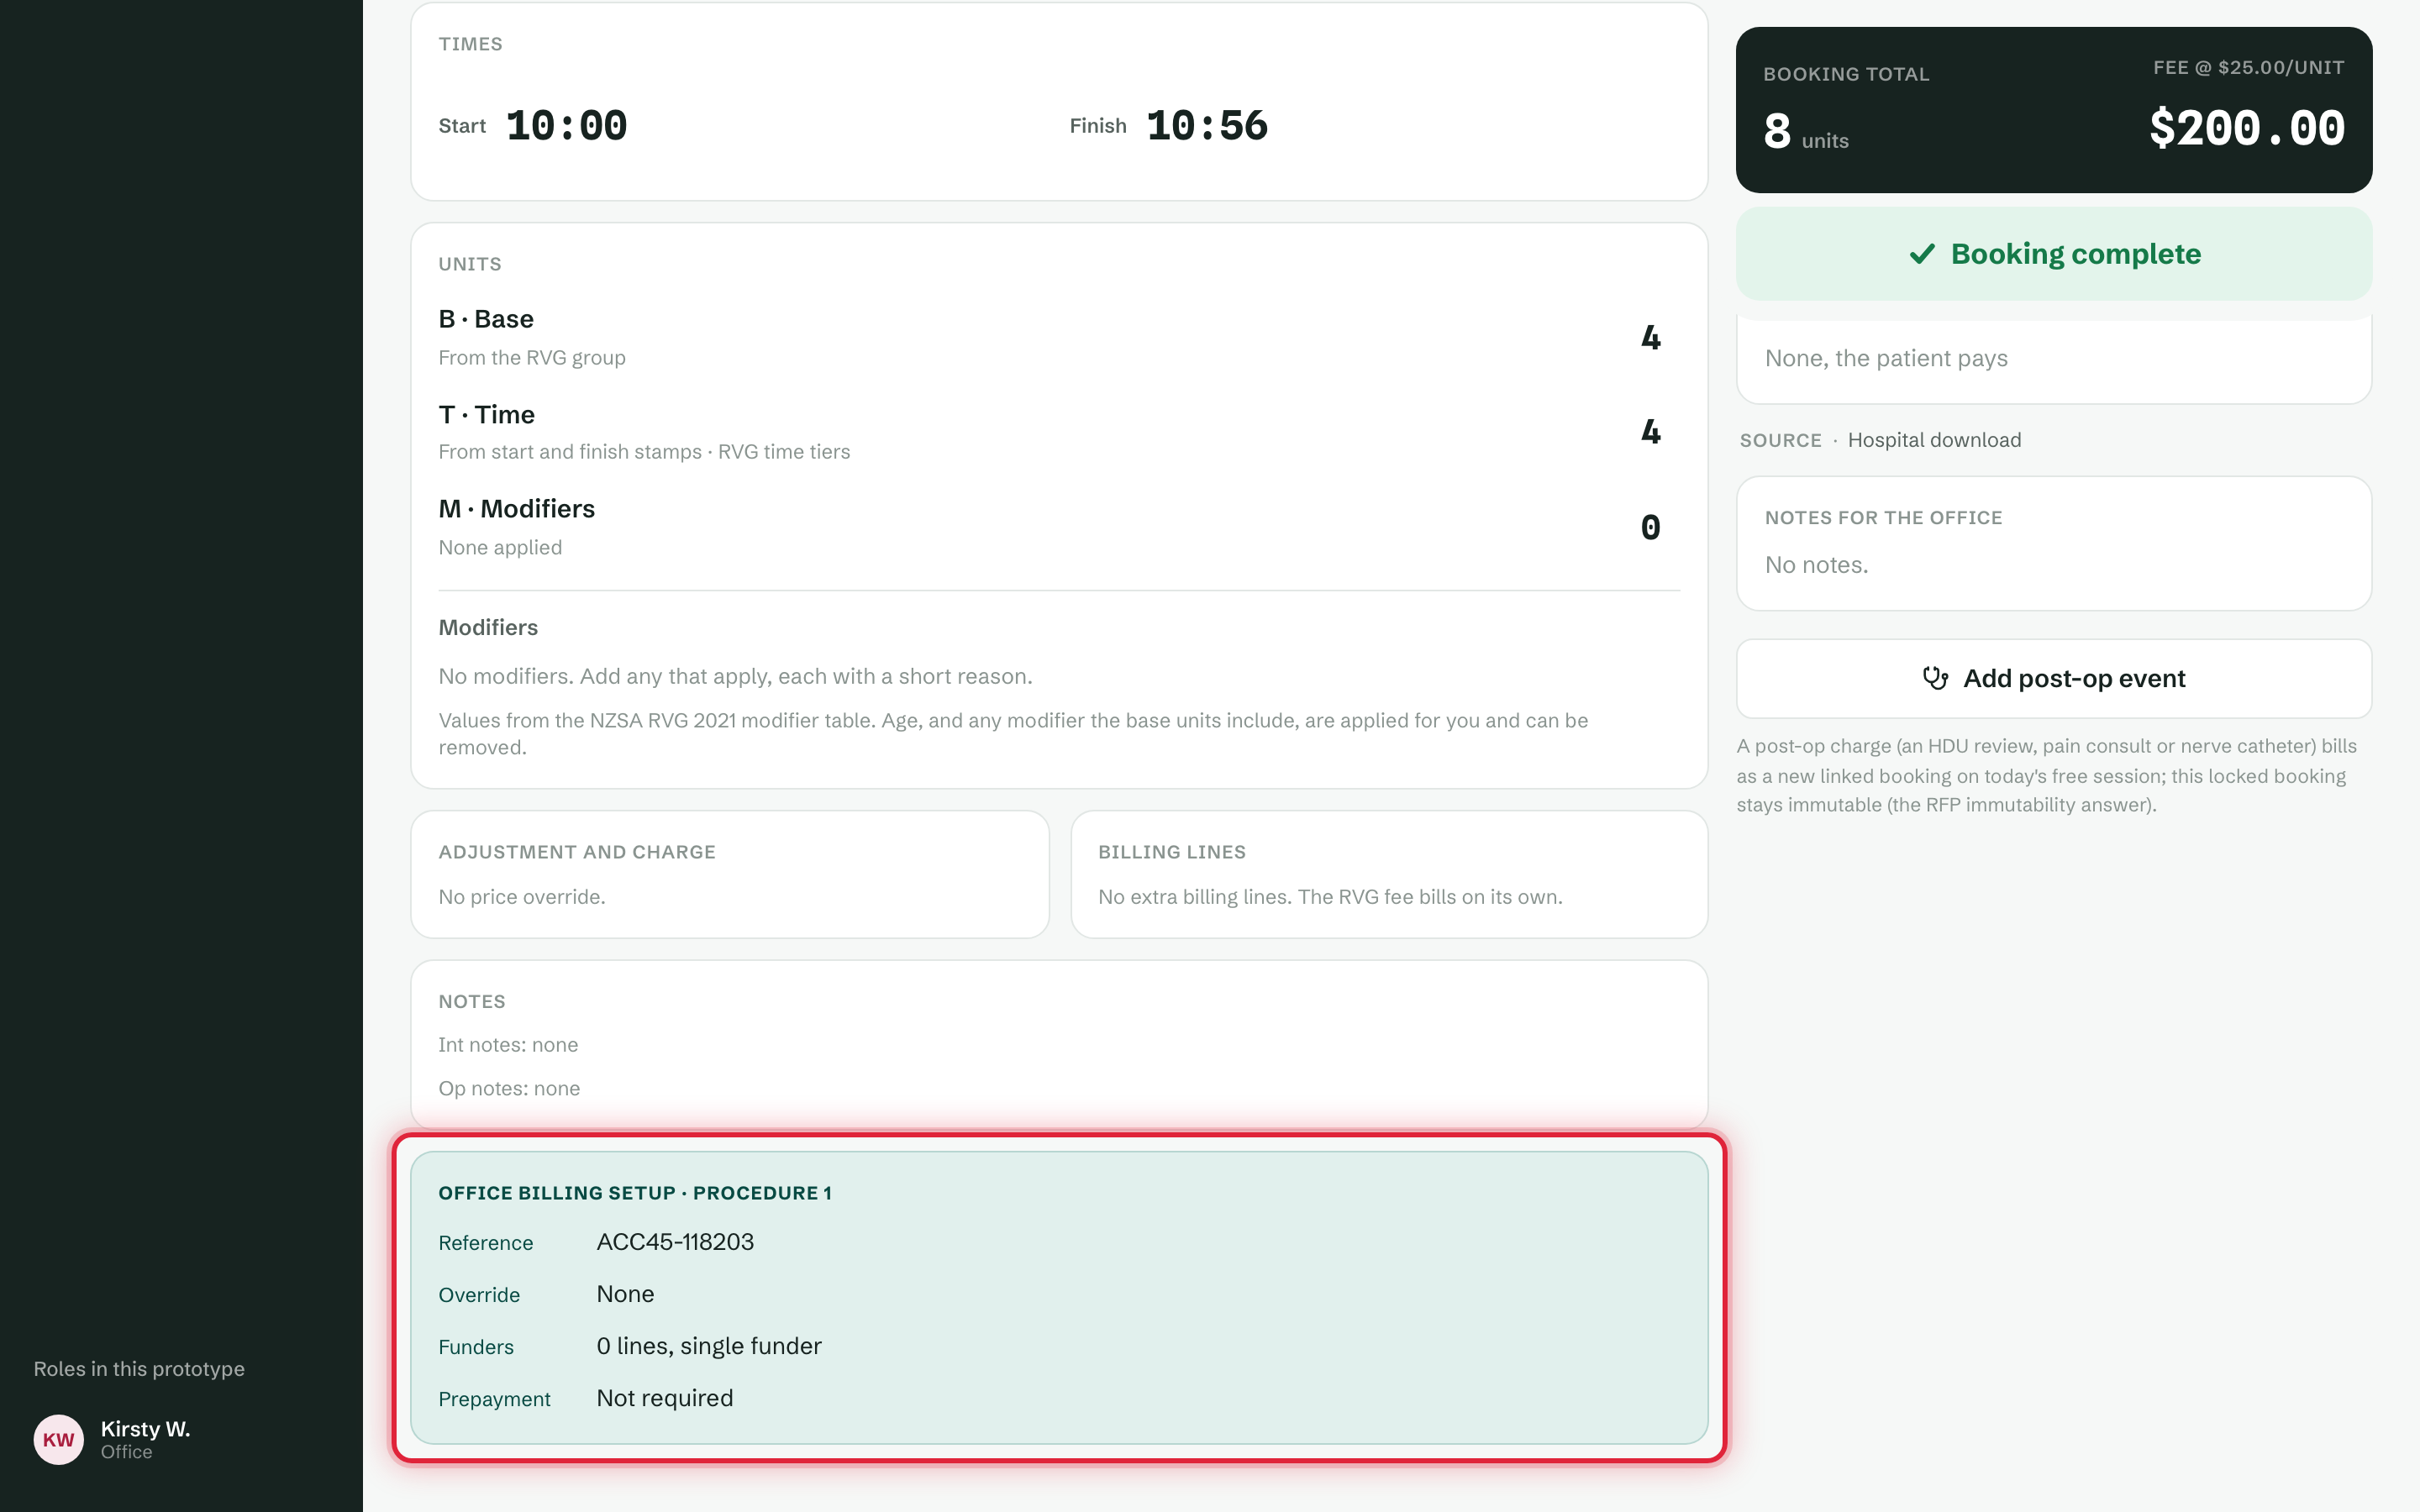 TIMES
Start 10:00
Finish 10:56
UNITS
B · Base
From the RVG group
4
T · Time
From start and finish stamps · RVG time tiers
4
M · Modifiers
None applied
0
Modifiers
No modifiers. Add any that apply, each with a short reason.
Values from the NZSA RVG 2021 modifier table. Age, and any modifier the base units include, are applied for you and can be
removed.
ADJUSTMENT AND CHARGE
No price override.
BILLING LINES
No extra billing lines. The RVG fee bills on its own.
NOTES
Int notes: none
Op notes: none
OFFICE BILLING SETUP · PROCEDURE 1
Reference ACC45-118203
Override None
Funders 0 lines, single funder
Prepayment Not required
BOOKING TOTAL
8 units
FEE @ $25.00/UNIT
$200.00
✓ Booking complete
None, the patient pays
SOURCE · Hospital download
NOTES FOR THE OFFICE
No notes.
Add post-op event
A post-op charge (an HDU review, pain consult or nerve catheter) bills
as a new linked booking on today's free session; this locked booking
stays immutable (the RFP immutability answer).
Roles in this prototype
KW
Kirsty W.
Office